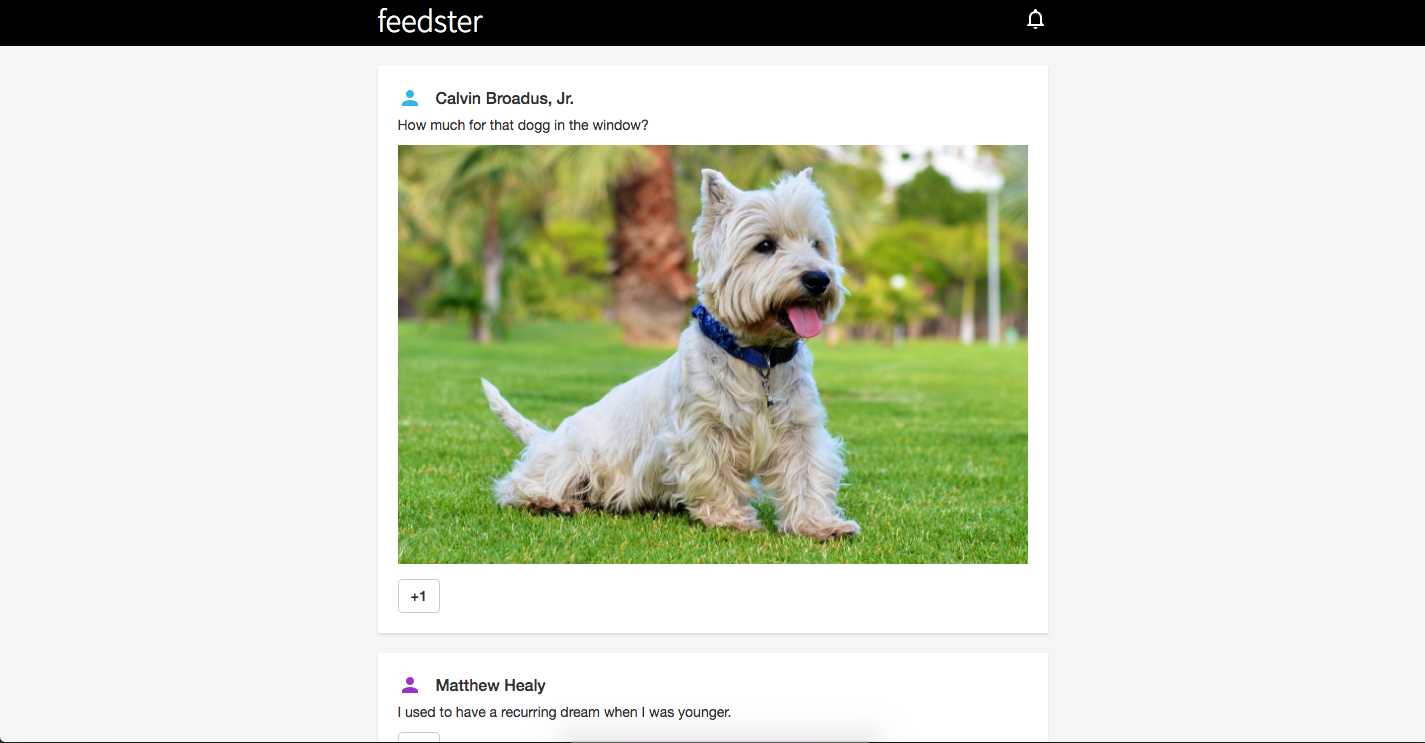 feedster
Calvin Broadus, Jr.
How much for that dogg in the window?
+1
Matthew Healy
I used to have a recurring dream when I was younger.